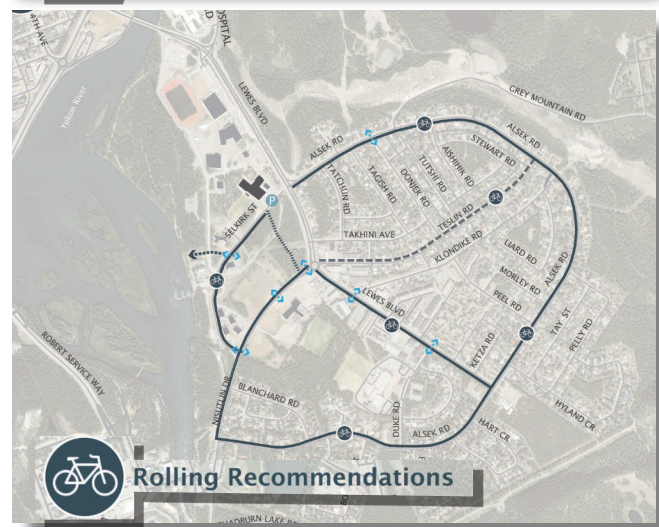 4TH AVE
HOSPITAL
RD
Yukon River
LEWES BLVD
GREY MOUNTAIN RD
ALSEK RD
ALSEK RD
STEWART RD
AISHIHIK RD
TUTSHI RD
DONJEK RD
TAGISH RD
TATCHUN RD
P
SELKIRK ST
TAKHINI AVE
TESLIN RD
KLONDIKE RD
LIARD RD
MORLEY RD
ALSEK RD
PEEL RD
LEWES BLVD
TAY ST
PELLY RD
KETZA RD
ROBERT SERVICE WAY
NISUTLIN DR
BLANCHARD RD
DUKE RD
ALSEK RD
HART CR
HYLAND CR
Rolling Recommendations
CHADBURN LAKE